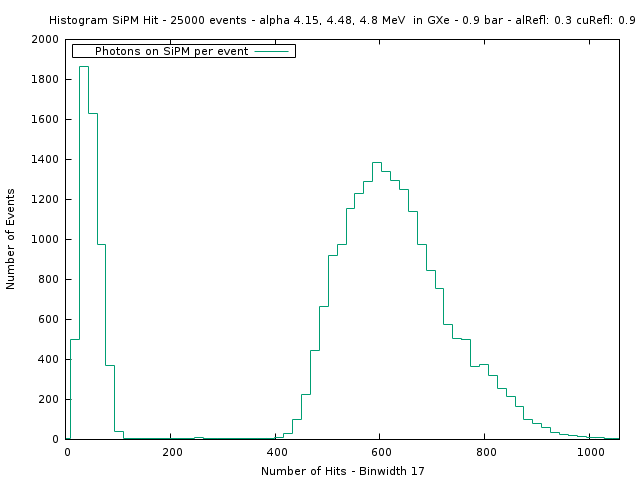 Histogram SiPM Hit - 25000 events - alpha 4.15, 4.48, 4.8 MeV  in GXe - 0.9 bar - alRefl: 0.3 cuRefl: 0.9
Photons on SiPM per event
2000
1800
1600
1400
1200
1000
800
600
400
200
0
Number of Events
0 200 400 600 800 1000
Number of Hits - Binwidth 17